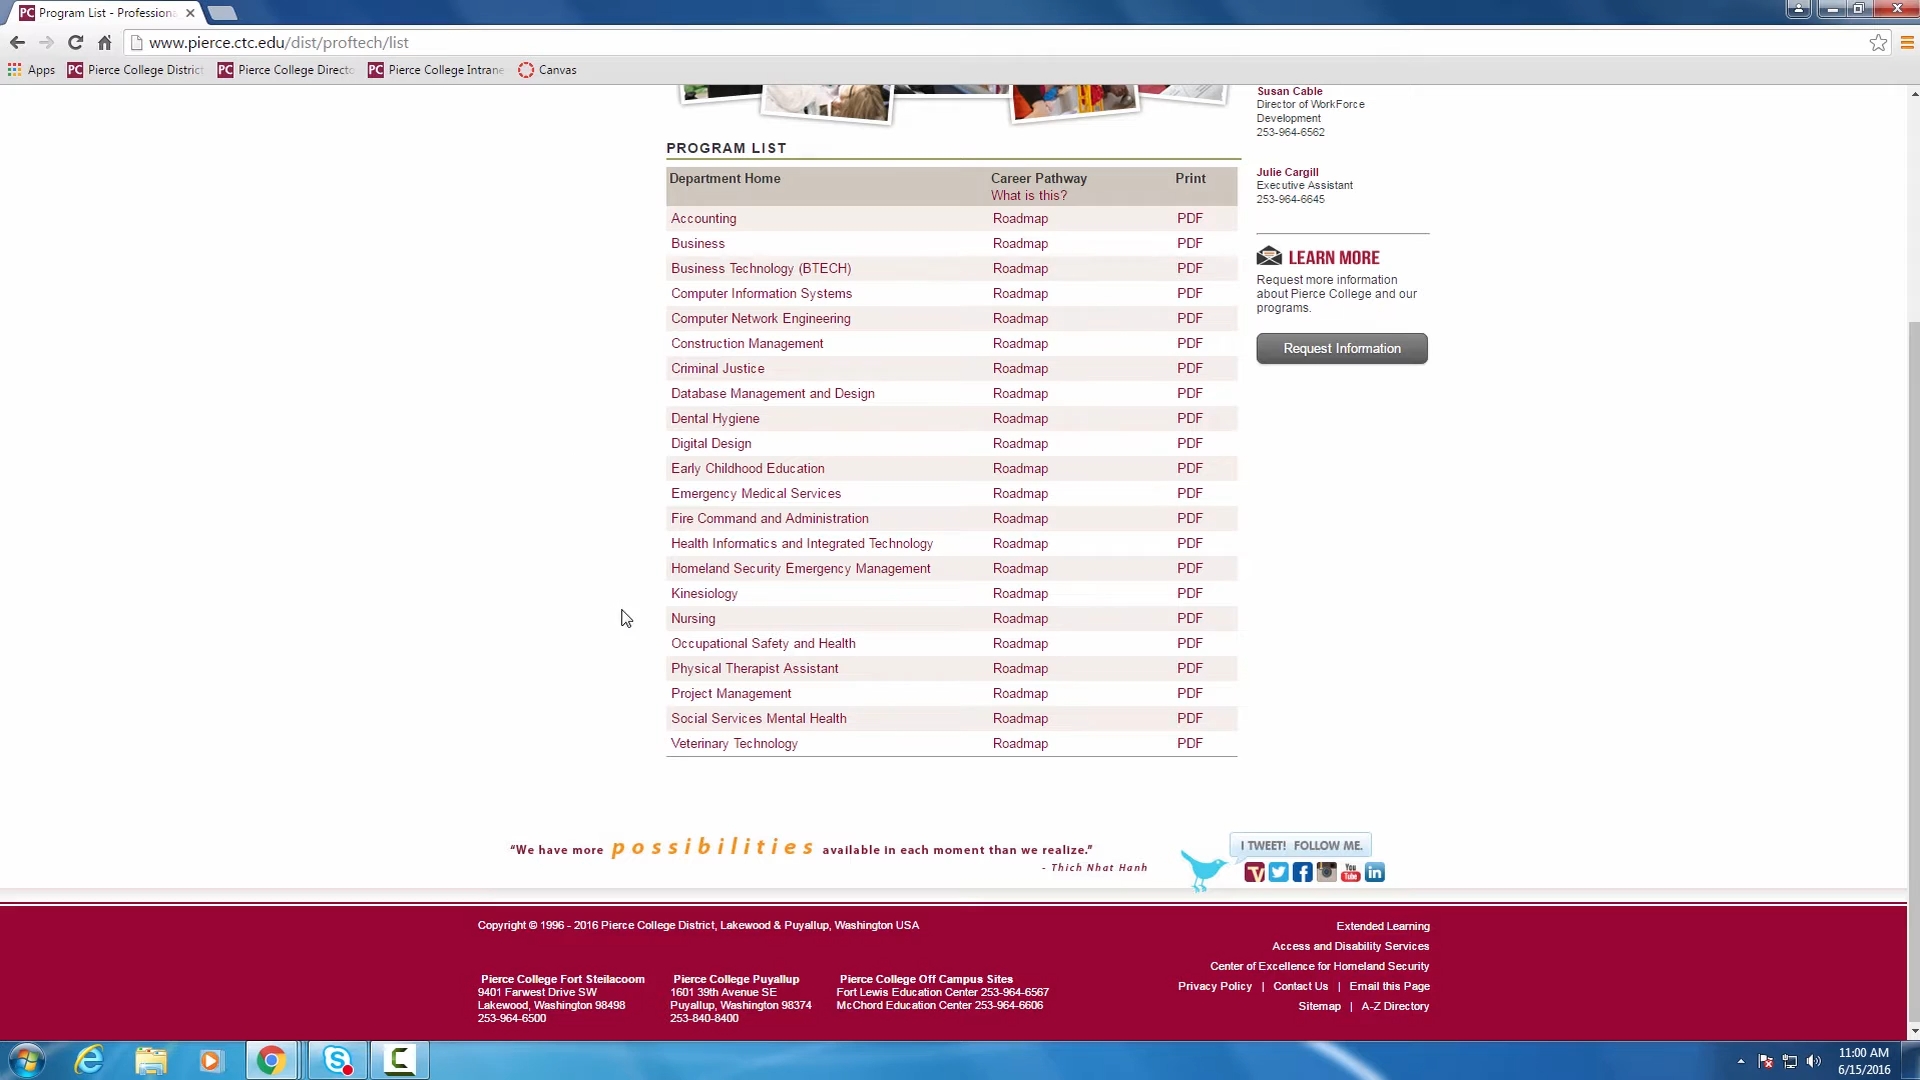 Program List - Professiona
www.pierce.ctc.edu/dist/proftech/list
Apps Pierce College District Pierce College Directo Pierce College Intrane Canvas
Susan Cable
Director of WorkForce
Development
253-964-6562
Julie Cargill
Executive Assistant
253-964-6645
LEARN MORE
Request more information
about Pierce College and our
programs.
Request Information
PROGRAM LIST
Department Home Career Pathway Print
What is this?
Accounting Roadmap PDF
Business Roadmap PDF
Business Technology (BTECH) Roadmap PDF
Computer Information Systems Roadmap PDF
Computer Network Engineering Roadmap PDF
Construction Management Roadmap PDF
Criminal Justice Roadmap PDF
Database Management and Design Roadmap PDF
Dental Hygiene Roadmap PDF
Digital Design Roadmap PDF
Early Childhood Education Roadmap PDF
Emergency Medical Services Roadmap PDF
Fire Command and Administration Roadmap PDF
Health Informatics and Integrated Technology Roadmap PDF
Homeland Security Emergency Management Roadmap PDF
Kinesiology Roadmap PDF
Nursing Roadmap PDF
Occupational Safety and Health Roadmap PDF
Physical Therapist Assistant Roadmap PDF
Project Management Roadmap PDF
Social Services Mental Health Roadmap PDF
Veterinary Technology Roadmap PDF
“We have more possibilities available in each moment than we realize.”
- Thich Nhat Hanh
I TWEET! FOLLOW ME.
Copyright © 1996 - 2016 Pierce College District, Lakewood & Puyallup, Washington USA
Pierce College Fort Steilacoom
9401 Farwest Drive SW
Lakewood, Washington 98498
253-964-6500
Pierce College Puyallup
1601 39th Avenue SE
Puyallup, Washington 98374
253-840-8400
Pierce College Off Campus Sites
Fort Lewis Education Center 253-964-6567
McChord Education Center 253-964-6606
Extended Learning
Access and Disability Services
Center of Excellence for Homeland Security
Privacy Policy | Contact Us | Email this Page
Sitemap | A-Z Directory
11:00 AM
6/15/2016